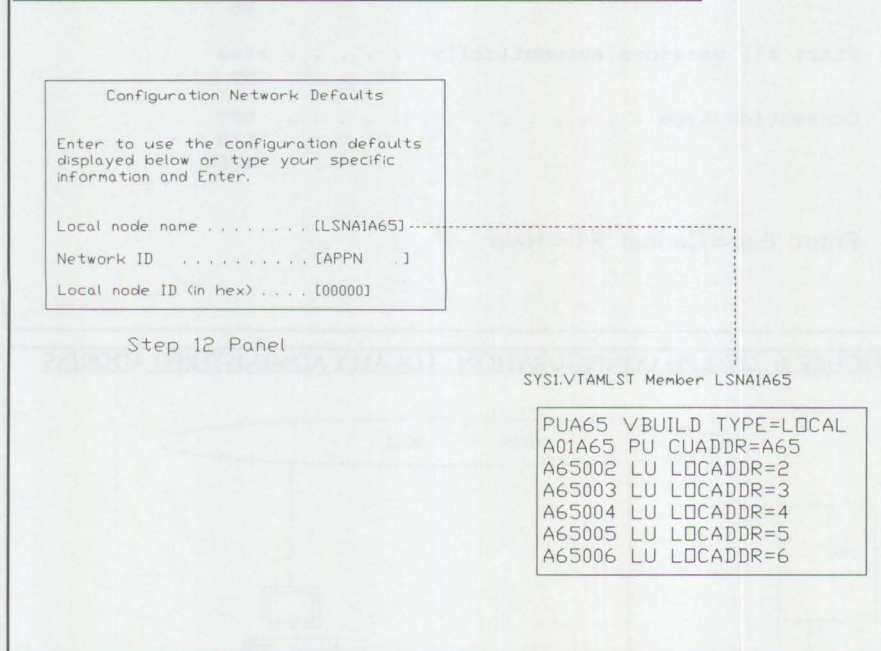 Configuration Network Defaults
Enter to use the configuration defaults
displayed below or type your specific
information and Enter.
Local node name ........ [LSNA1A65]
Network ID .......... [APPN .]
Local node ID (in hex) .... [00000]
Step 12 Panel
SYS1.VTAMLST Member LSNA1A65
PUA65 VBUILD TYPE=LOCAL
A01A65 PU CUADDR=A65
A65002 LU LOCADDR=2
A65003 LU LOCADDR=3
A65004 LU LOCADDR=4
A65005 LU LOCADDR=5
A65006 LU LOCADDR=6